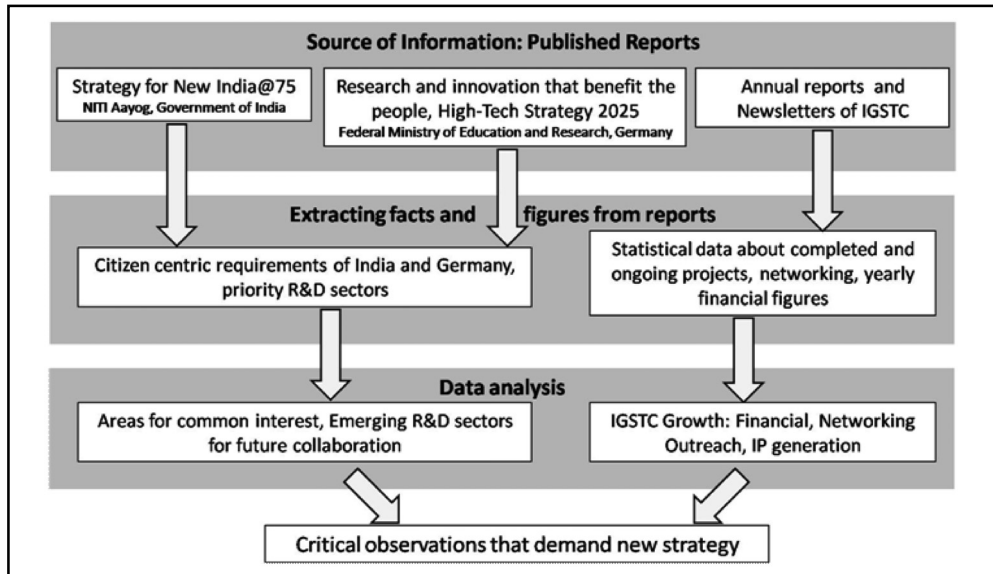 Source of Information: Published Reports
Strategy for New India@75
NITI Aayog, Government of India
Research and innovation that benefit the
people, High-Tech Strategy 2025
Federal Ministry of Education and Research, Germany
Annual reports and
Newsletters of IGSTC
Extracting facts and figures from reports
Citizen centric requirements of India and Germany,
priority R&D sectors
Statistical data about completed and
ongoing projects, networking, yearly
financial figures
Data analysis
Areas for common interest, Emerging R&D sectors
for future collaboration
IGSTC Growth: Financial, Networking
Outreach, IP generation
Critical observations that demand new strategy